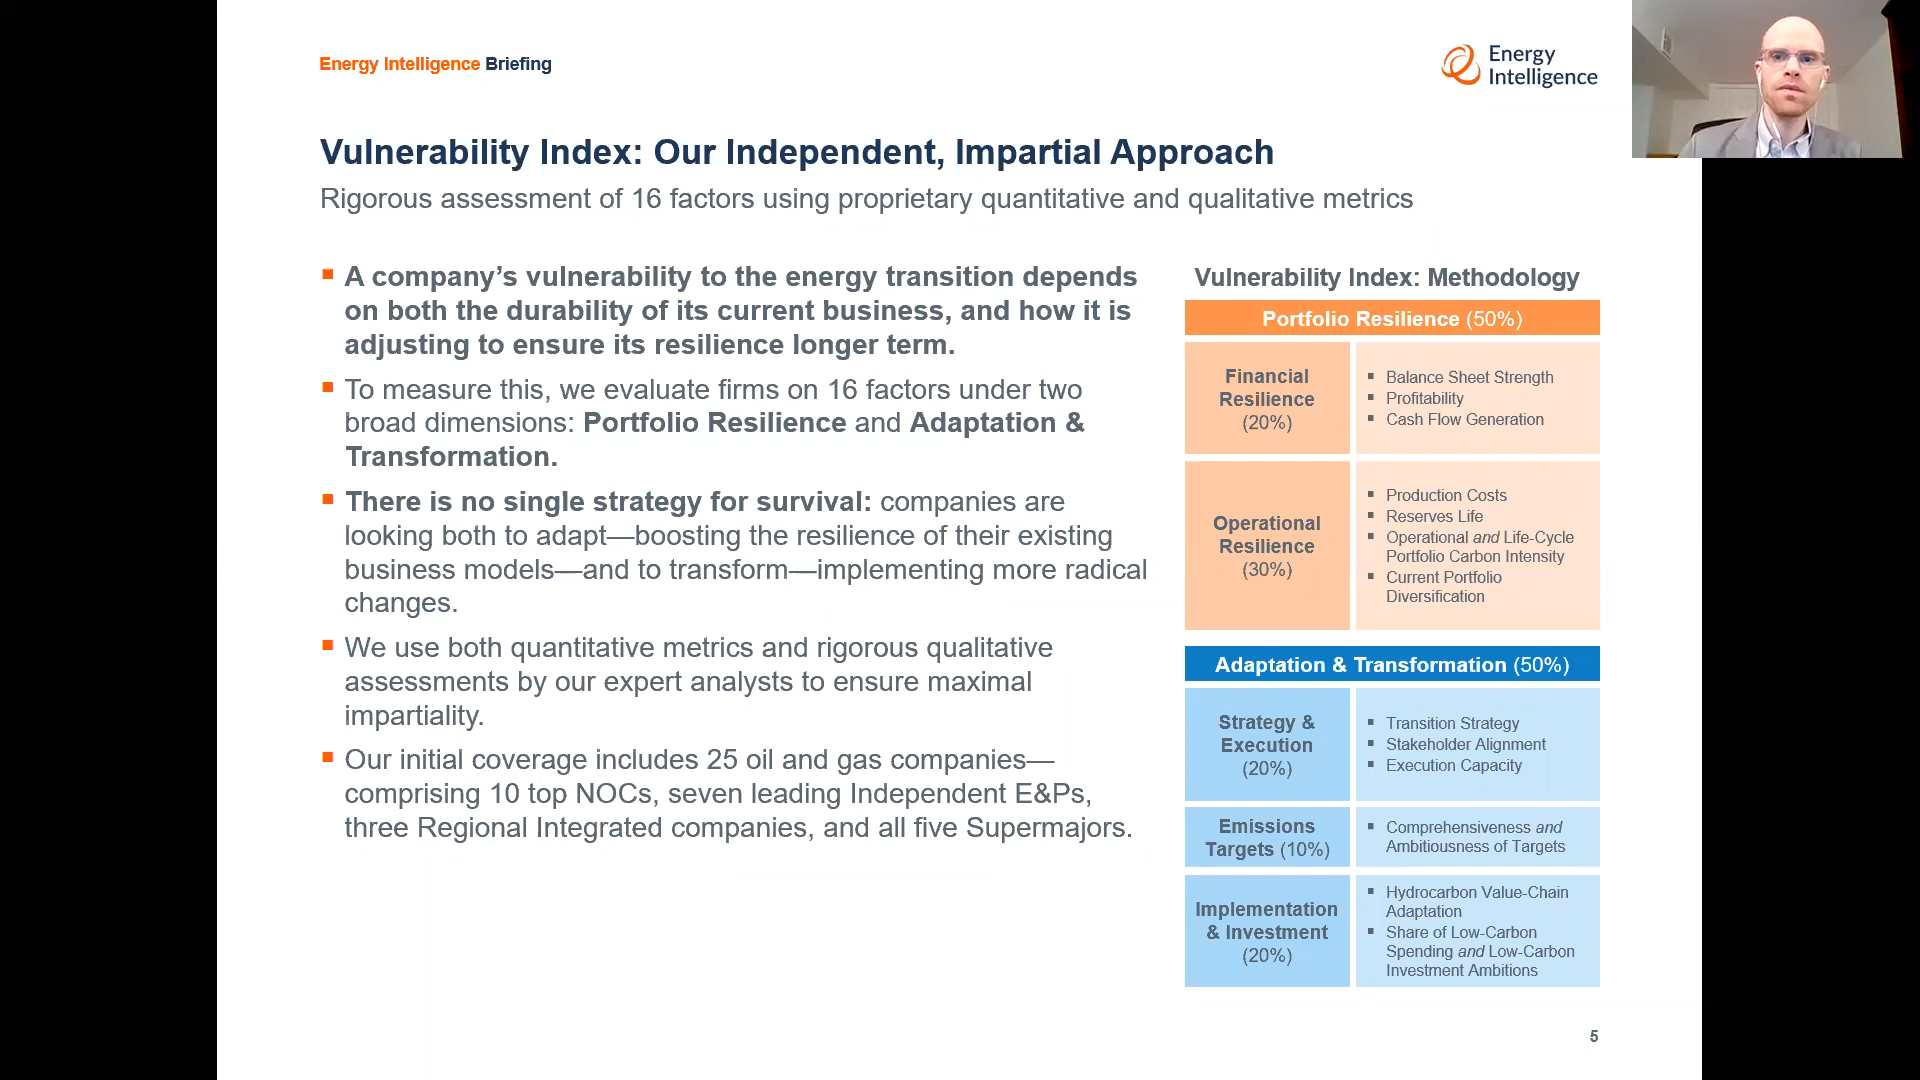 Energy Intelligence Briefing
Energy
Intelligence
Vulnerability Index: Our Independent, Impartial Approach
Rigorous assessment of 16 factors using proprietary quantitative and qualitative metrics
▪ A company’s vulnerability to the energy transition depends
on both the durability of its current business, and how it is
adjusting to ensure its resilience longer term.
▪ To measure this, we evaluate firms on 16 factors under two
broad dimensions: Portfolio Resilience and Adaptation &
Transformation.
▪ There is no single strategy for survival: companies are
looking both to adapt—boosting the resilience of their existing
business models—and to transform—implementing more radical
changes.
▪ We use both quantitative metrics and rigorous qualitative
assessments by our expert analysts to ensure maximal
impartiality.
▪ Our initial coverage includes 25 oil and gas companies—
comprising 10 top NOCs, seven leading Independent E&Ps,
three Regional Integrated companies, and all five Supermajors.
Vulnerability Index: Methodology
Portfolio Resilience (50%)
Financial
Resilience
(20%)
▪ Balance Sheet Strength
▪ Profitability
▪ Cash Flow Generation
Operational
Resilience
(30%)
▪ Production Costs
▪ Reserves Life
▪ Operational and Life-Cycle
Portfolio Carbon Intensity
▪ Current Portfolio
Diversification
Adaptation & Transformation (50%)
Strategy &
Execution
(20%)
▪ Transition Strategy
▪ Stakeholder Alignment
▪ Execution Capacity
Emissions
Targets (10%)
▪ Comprehensiveness and
Ambitiousness of Targets
Implementation
& Investment
(20%)
▪ Hydrocarbon Value-Chain
Adaptation
▪ Share of Low-Carbon
Spending and Low-Carbon
Investment Ambitions
5